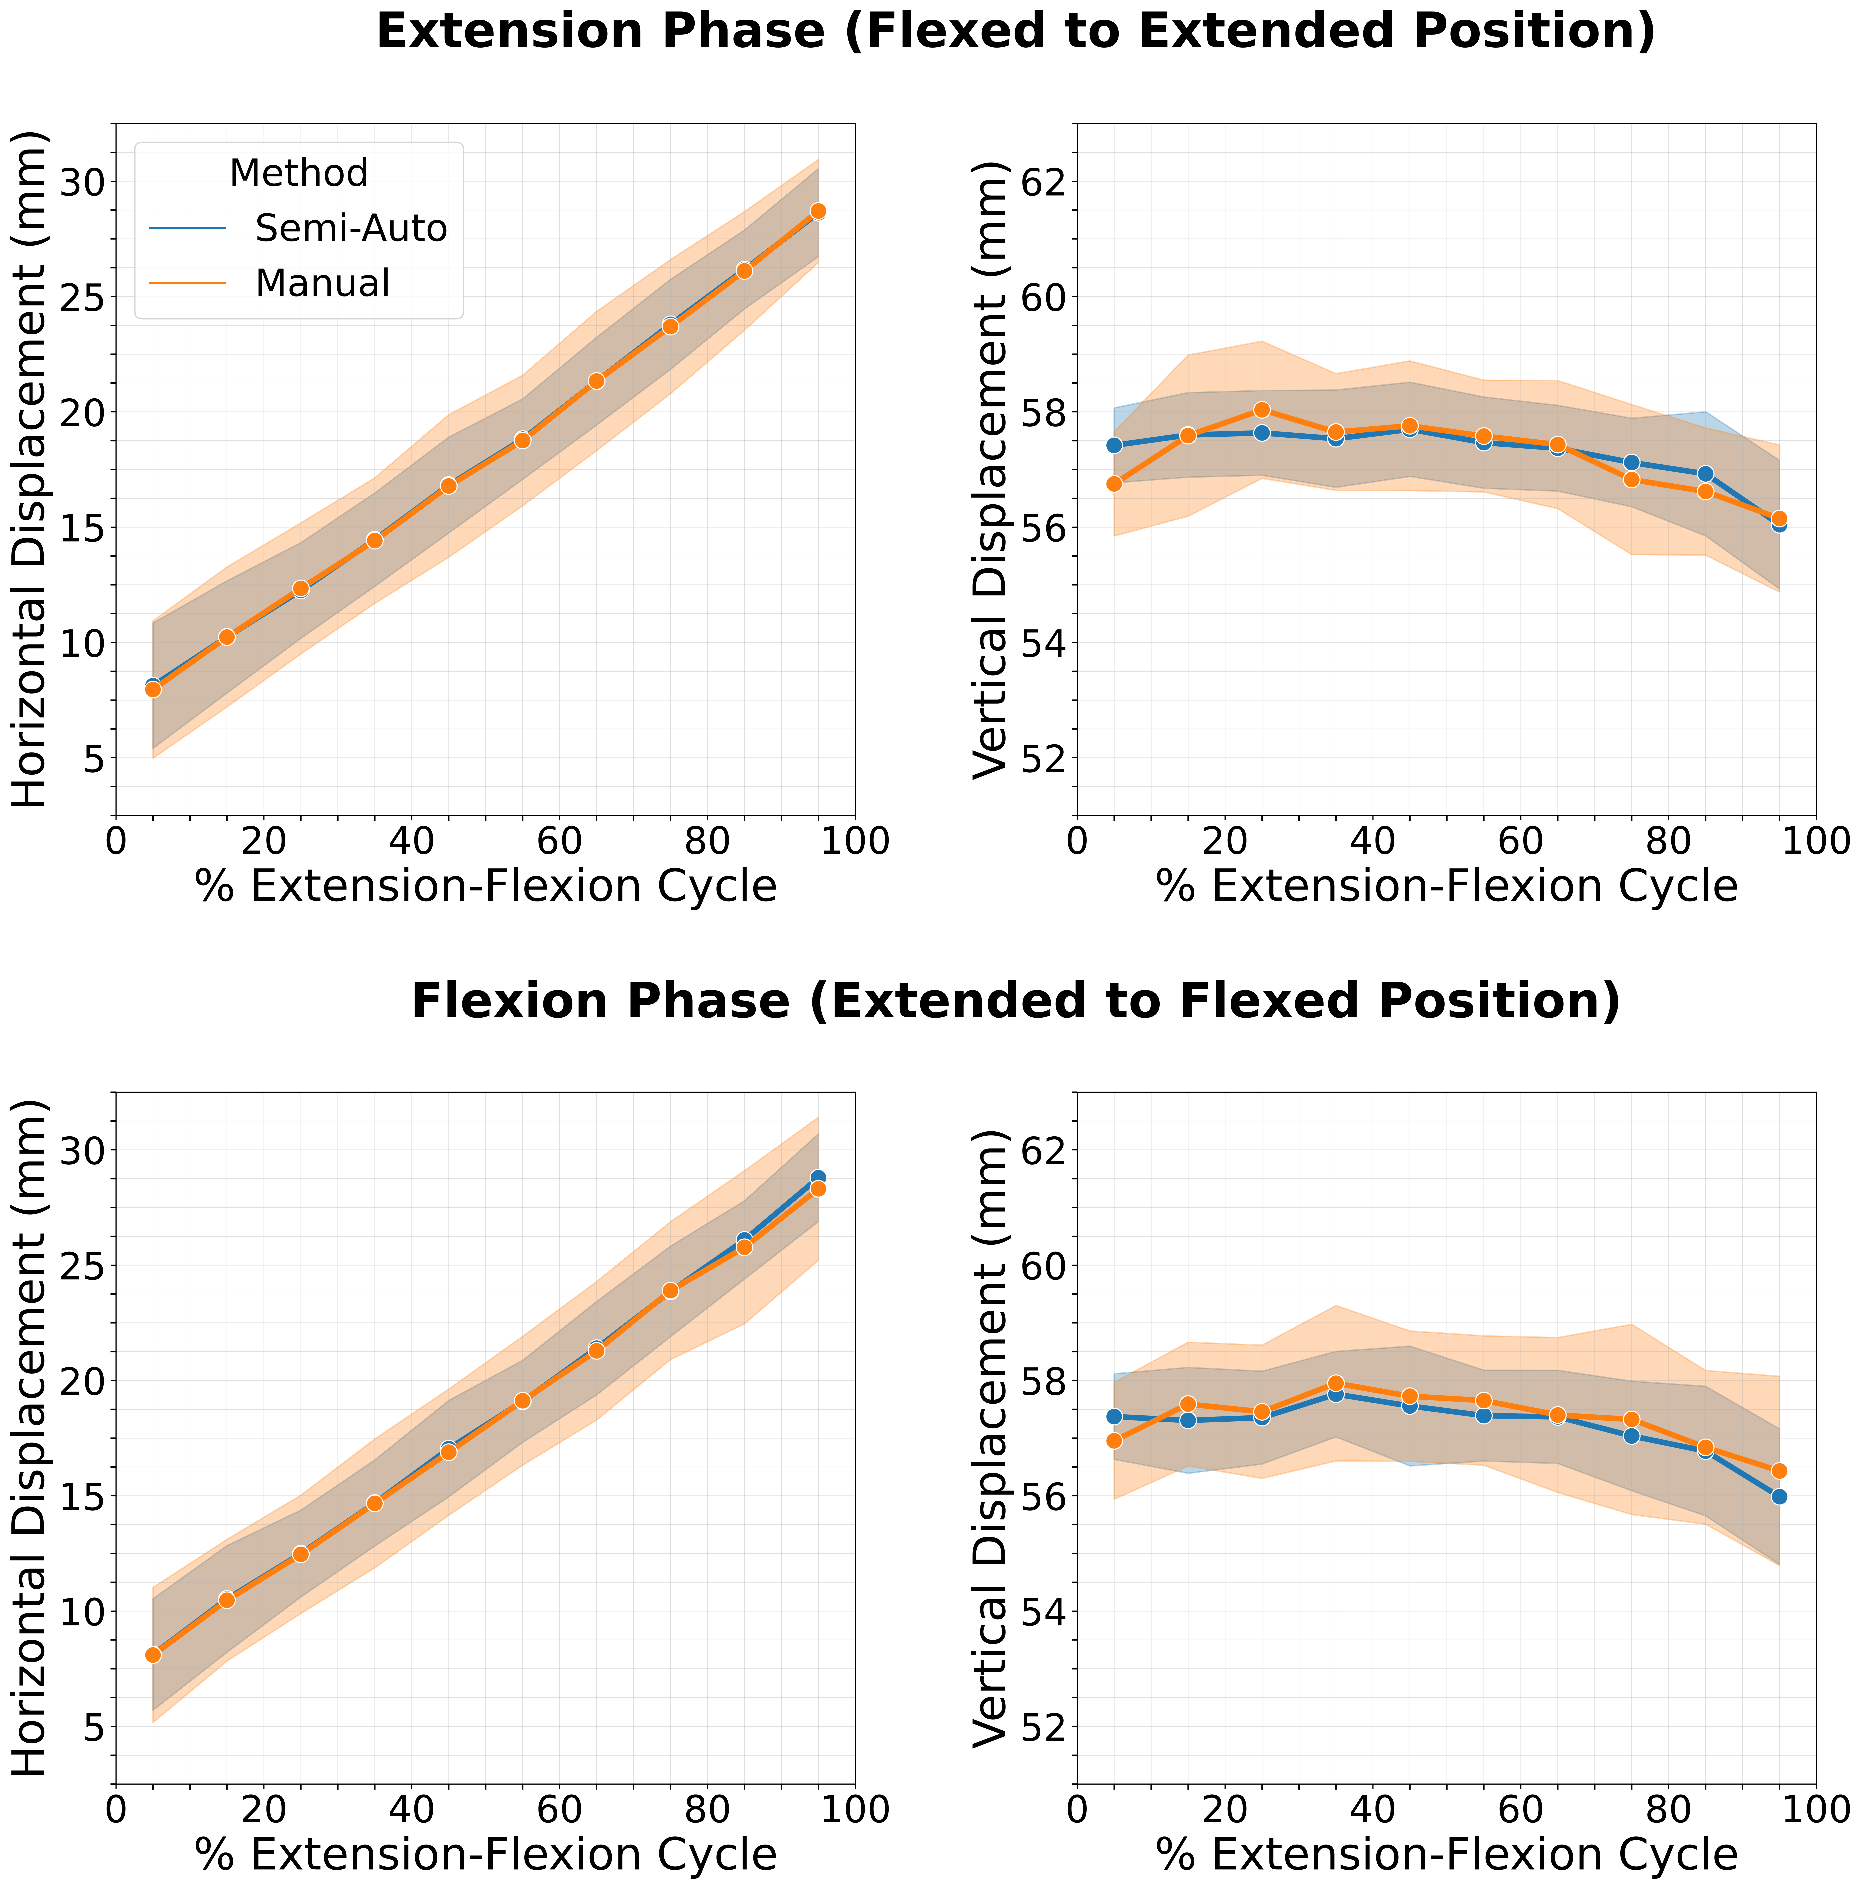 Extension Phase (Flexed to Extended Position)
Horizontal Displacement (mm)
30
25
20
15
10
5
Method
Semi-Auto
Manual
0 20 40 60 80 100
% Extension-Flexion Cycle
Vertical Displacement (mm)
62
60
58
56
54
52
0 20 40 60 80 100
% Extension-Flexion Cycle
Flexion Phase (Extended to Flexed Position)
Horizontal Displacement (mm)
30
25
20
15
10
5
0 20 40 60 80 100
% Extension-Flexion Cycle
Vertical Displacement (mm)
62
60
58
56
54
52
0 20 40 60 80 100
% Extension-Flexion Cycle